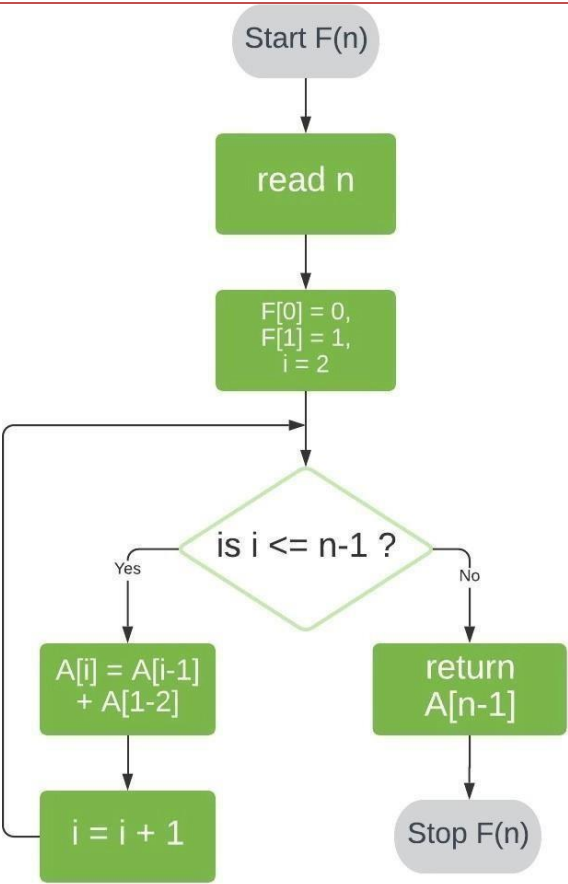 Start F(n)
read n
F[0] = 0,
F[1] = 1,
i = 2
is i <= n-1 ?
Yes
No
A[i] = A[i-1]
+ A[1-2]
return
A[n-1]
i = i + 1
Stop F(n)